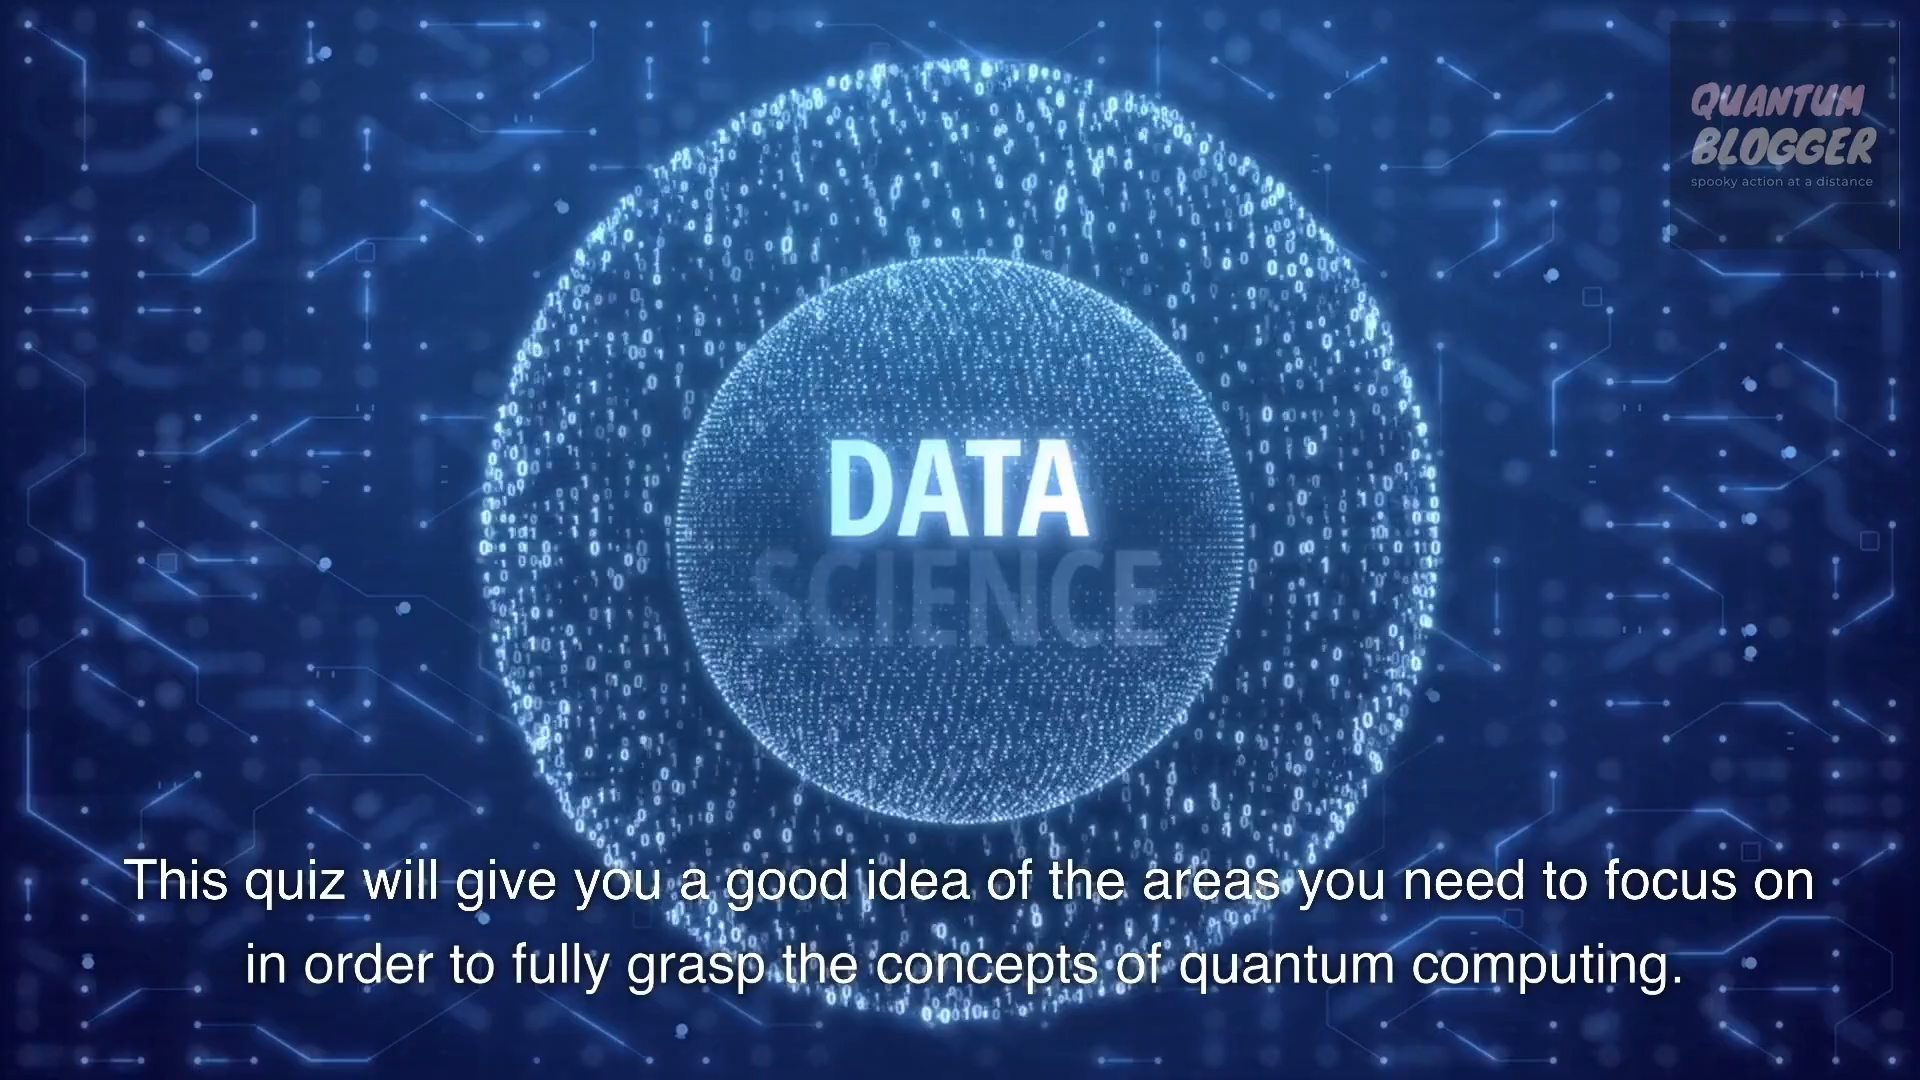 QUANTUM
BLOGGER
spooky action at a distance
DATA
SCIENCE
This quiz will give you a good idea of the areas you need to focus on
in order to fully grasp the concepts of quantum computing.